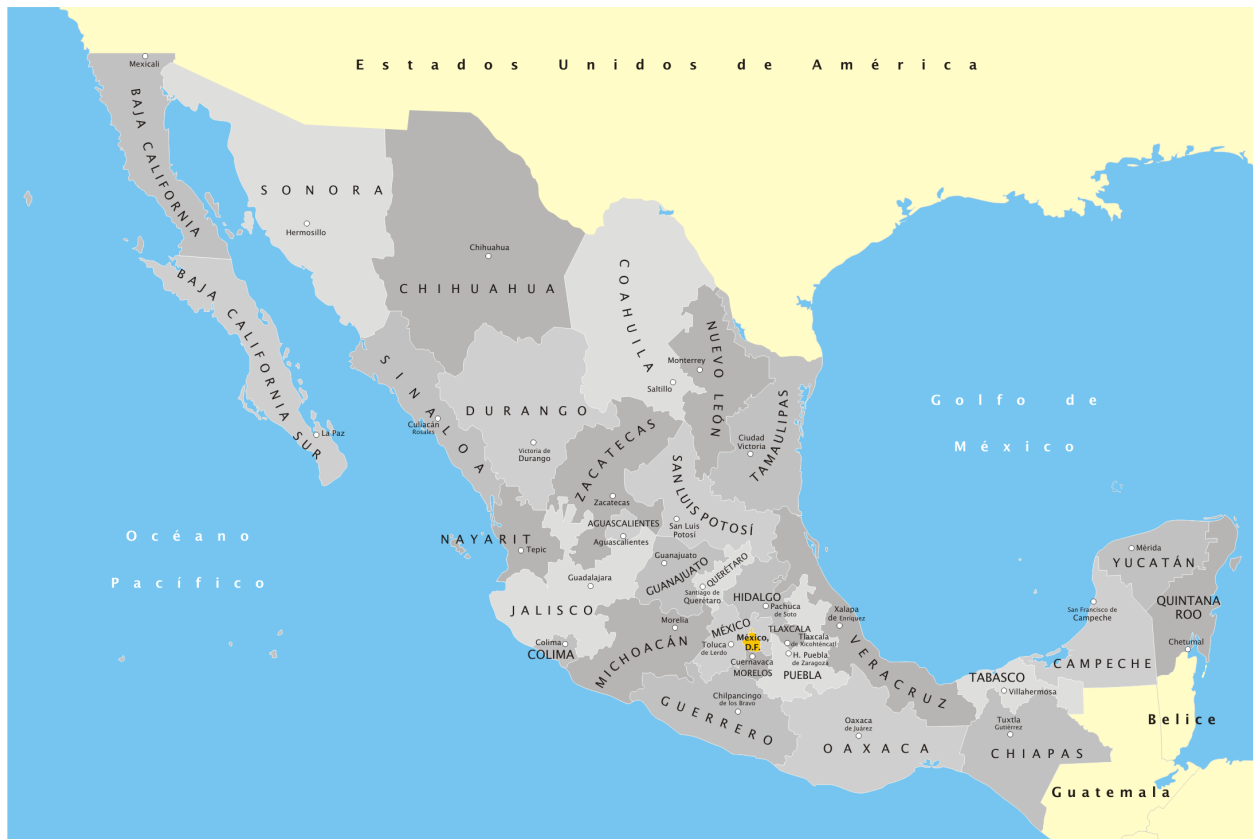 Estados Unidos de América
Mexicali
BAJA CALIFORNIA
SONORA
Hermosillo
Chihuahua
CHIHUAHUA
COAHUILA
Saltillo
NUEVO LEÓN
Monterrey
BAJA CALIFORNIA SUR
La Paz
SINALOA
Culiacán
Rosales
DURANGO
Victoria de
Durango
ZACATECAS
Zacatecas
TAMAULIPAS
Ciudad
Victoria
SAN LUIS POTOSÍ
San Luis
Potosí
Golfo de
México
Océano
Pacífico
NAYARIT
Tepic
AGUASCALIENTES
Aguascalientes
Guanajuato
GUANAJUATO
QUERÉTARO
Santiago de
Querétaro
Guadalajara
JALISCO
HIDALGO
Pachuca
de Soto
Colima
COLIMA
Morelia
MICHOACÁN
MÉXICO
Toluca
de Lerdo
México,
D.F.
TLAXCALA
Tlaxcala
de Xicohténcatl
H. Puebla
de Zaragoza
PUEBLA
Cuernavaca
MORELOS
Xalapa
de Enríquez
VERACRUZ
Chilpancingo
de los Bravo
GUERRERO
Oaxaca
de Juárez
OAXACA
TABASCO
Villahermosa
Tuxtla
Gutiérrez
CHIAPAS
Mérida
YUCATÁN
San Francisco de
Campeche
CAMPECHE
QUINTANA
ROO
Chetumal
Belice
Guatemala